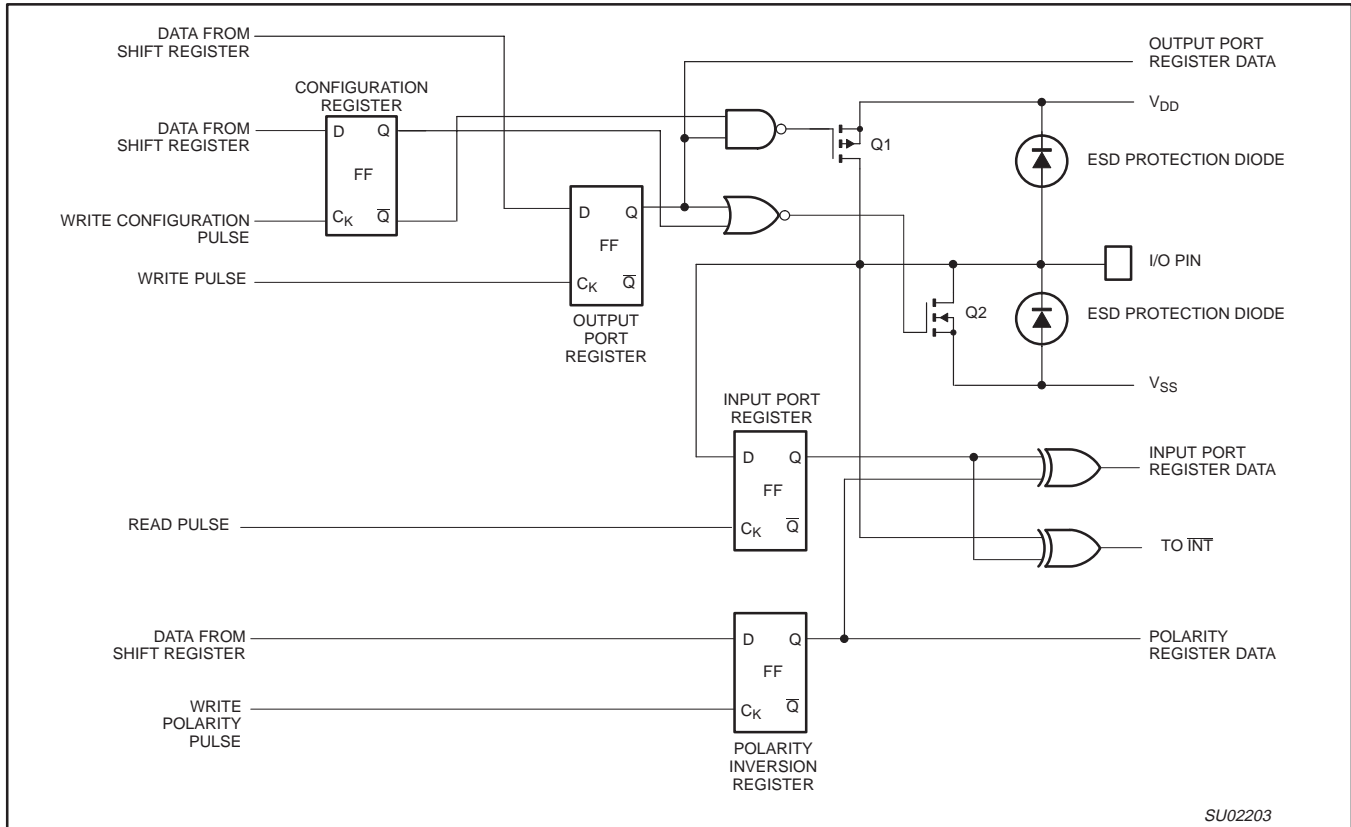 DATA FROM
SHIFT REGISTER
OUTPUT PORT
REGISTER DATA
CONFIGURATION
REGISTER
V_DD
DATA FROM
SHIFT REGISTER
D
Q
FF
C_K
Q̅
Q1
ESD PROTECTION DIODE
WRITE CONFIGURATION
PULSE
D
Q
FF
C_K
Q̅
WRITE PULSE
I/O PIN
OUTPUT
PORT
REGISTER
Q2
ESD PROTECTION DIODE
V_SS
INPUT PORT
REGISTER
D
Q
FF
C_K
Q̅
INPUT PORT
REGISTER DATA
READ PULSE
TO I̅N̅T̅
DATA FROM
SHIFT REGISTER
D
Q
FF
C_K
Q̅
POLARITY
REGISTER DATA
WRITE
POLARITY
PULSE
POLARITY
INVERSION
REGISTER
SU02203